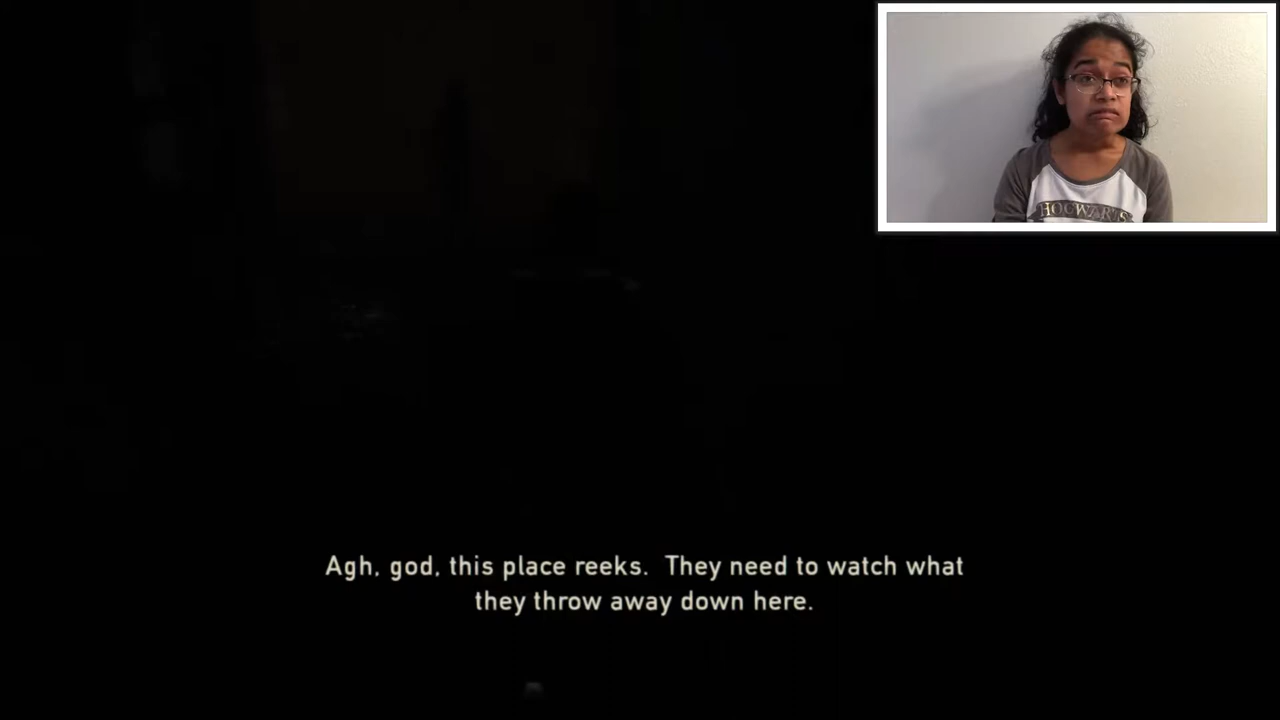 HOGWARTS
Agh, god, this place reeks.  They need to watch what
they throw away down here.